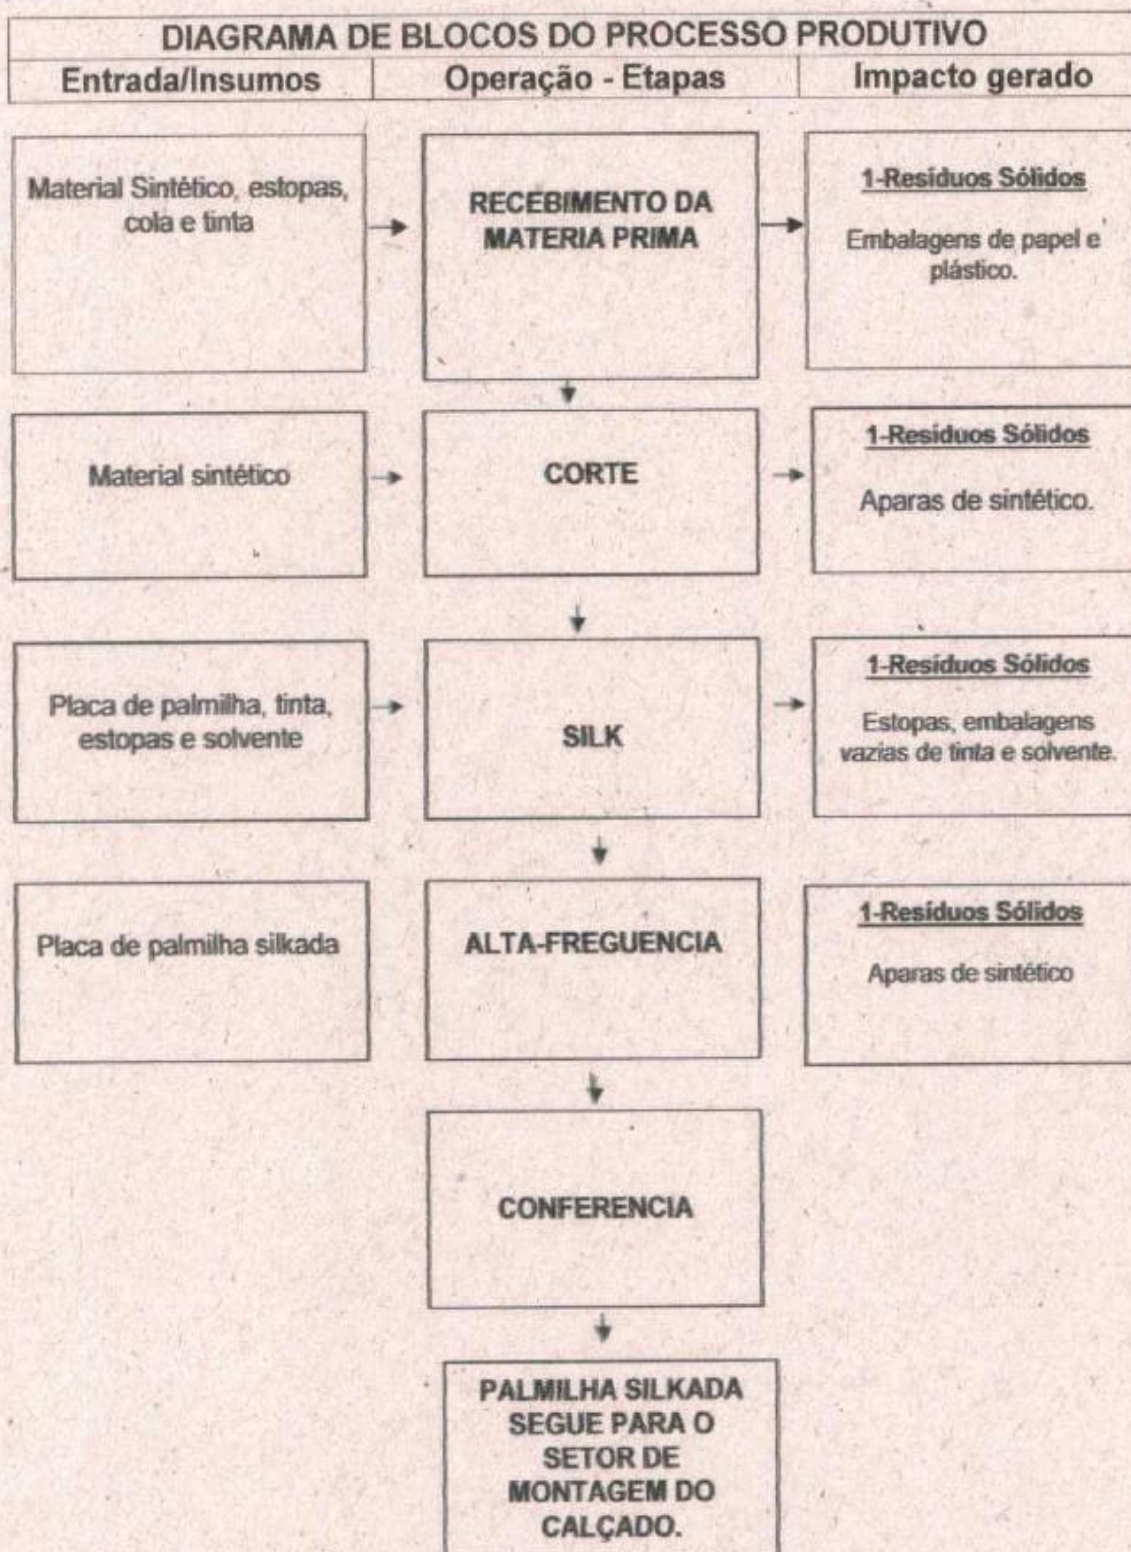 DIAGRAMA DE BLOCOS DO PROCESSO PRODUTIVO
Entrada/Insumos
Operação - Etapas
Impacto gerado
Material Sintético, estopas,
cola e tinta
RECEBIMENTO DA
MATERIA PRIMA
1-Resíduos Sólidos
Embalagens de papel e
plástico.
Material sintético
CORTE
1-Resíduos Sólidos
Aparas de sintético.
Placa de palmilha, tinta,
estopas e solvente
SILK
1-Resíduos Sólidos
Estopas, embalagens
vazias de tinta e solvente.
Placa de palmilha silkada
ALTA-FREGUENCIA
1-Resíduos Sólidos
Aparas de sintético
CONFERENCIA
PALMILHA SILKADA
SEGUE PARA O
SETOR DE
MONTAGEM DO
CALÇADO.